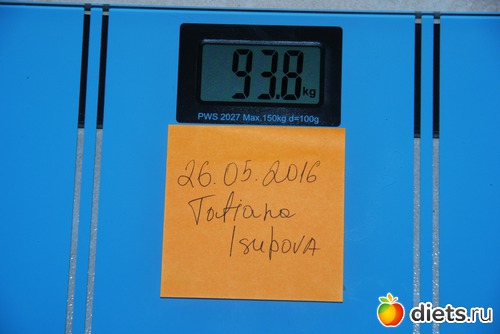 93.8 kg
PWS 2027 Max.150kg d=100g
26.05.2016
Tatiana
Isupova
diets.ru